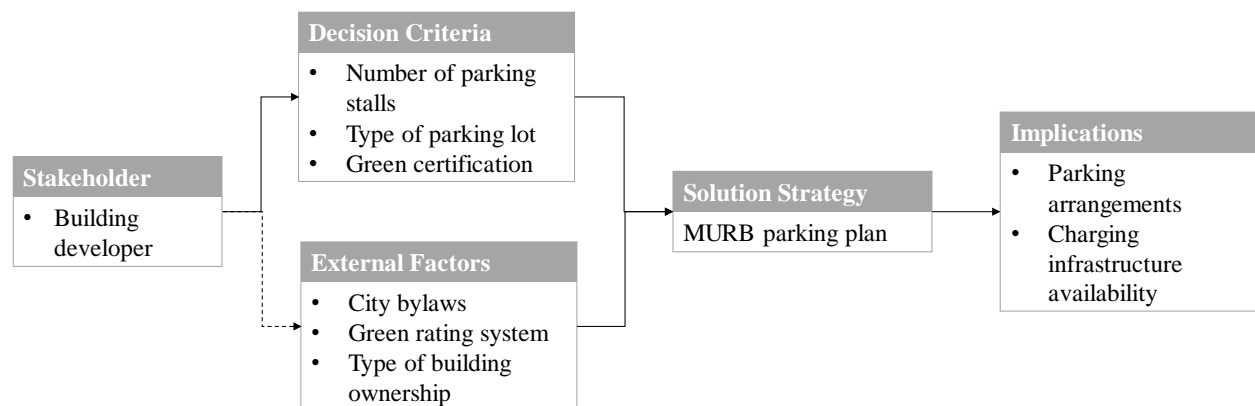 Stakeholder
• Building
developer
Decision Criteria
• Number of parking
stalls
• Type of parking lot
• Green certification
External Factors
• City bylaws
• Green rating system
• Type of building
ownership
Solution Strategy
MURB parking plan
Implications
• Parking
arrangements
• Charging
infrastructure
availability